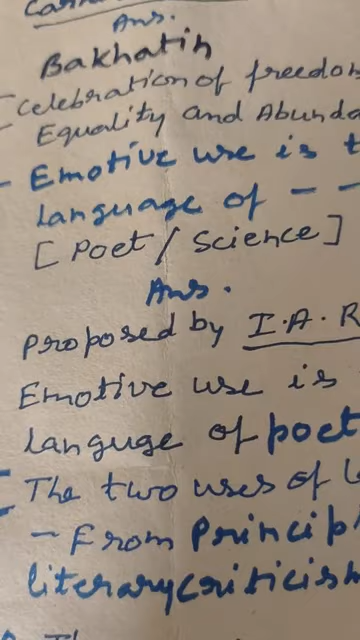 Ans.
Bakhatin
Celebration of freedom
Equality and Abunda
- Emotive use is t
language of - -
[Poet / Science]
Ans.
Proposed by I.A.R
Emotive use is
languge of poet
The two uses of l
- From Princip
literarycriticism